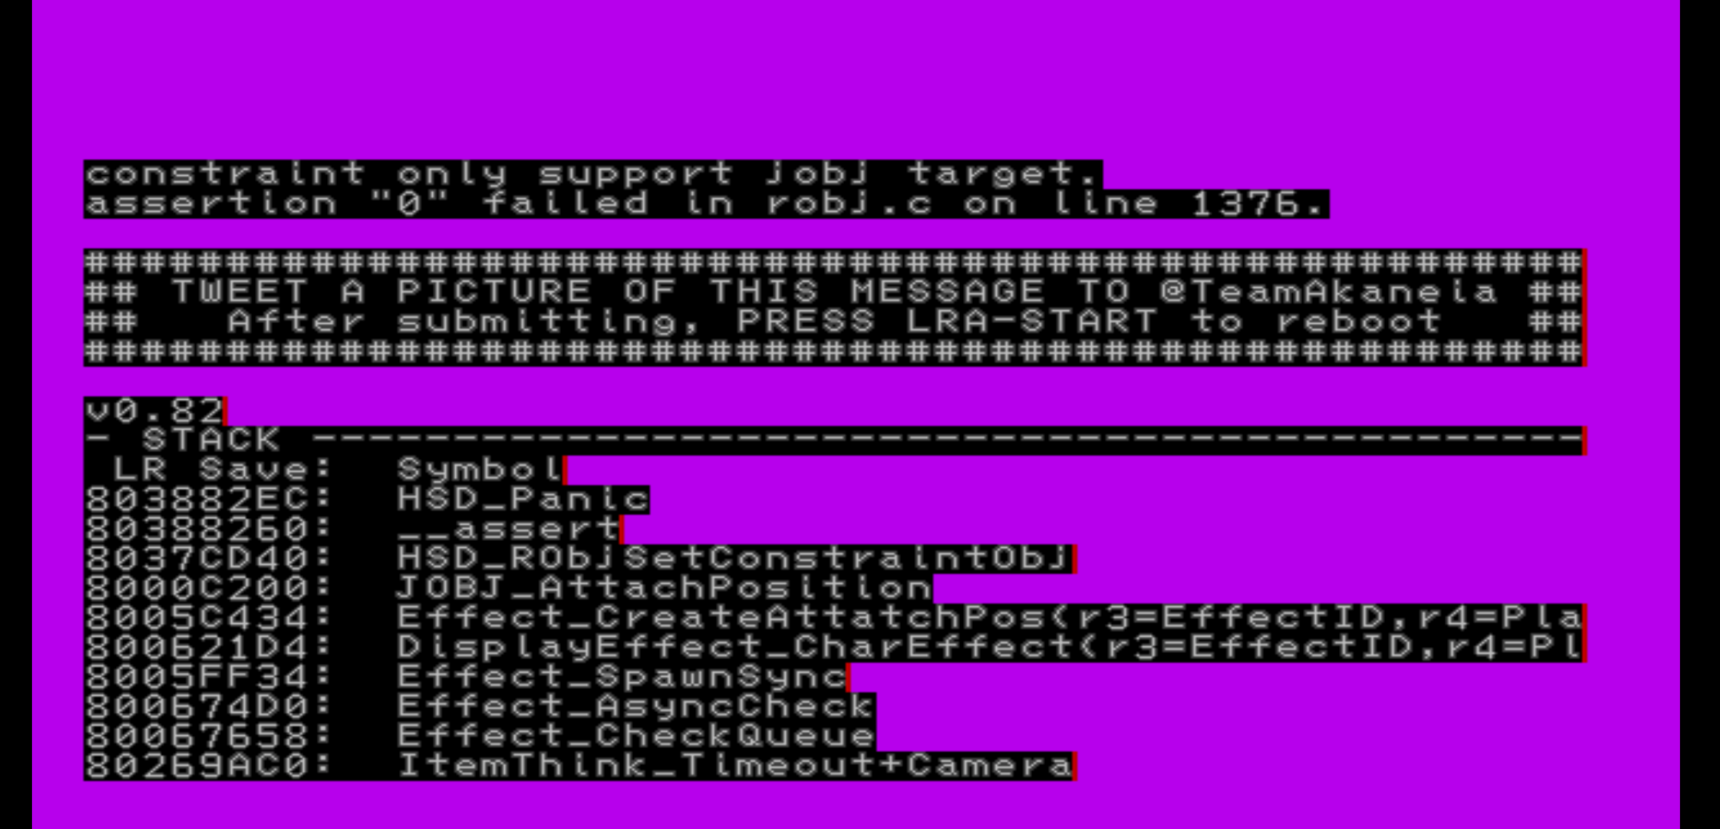 constraint only support jobj target.
assertion "0" failed in robj.c on line 1376.
#####################################################
## TWEET A PICTURE OF THIS MESSAGE TO @TeamAkaneia ##
##   After submitting, PRESS LRA-START to reboot   ##
#####################################################
v0.82
- STACK ---------------------------------------------
 LR Save:  Symbol
803882EC:  HSD_Panic
80388260:  __assert
8037CD40:  HSD_RObjSetConstraintObj
8000C200:  JOBJ_AttachPosition
8005C434:  Effect_CreateAttatchPos(r3=EffectID,r4=Pla
800621D4:  DisplayEffect_CharEffect(r3=EffectID,r4=Pl
8005FF34:  Effect_SpawnSync
800674D0:  Effect_AsyncCheck
80067658:  Effect_CheckQueue
80269AC0:  ItemThink_Timeout+Camera